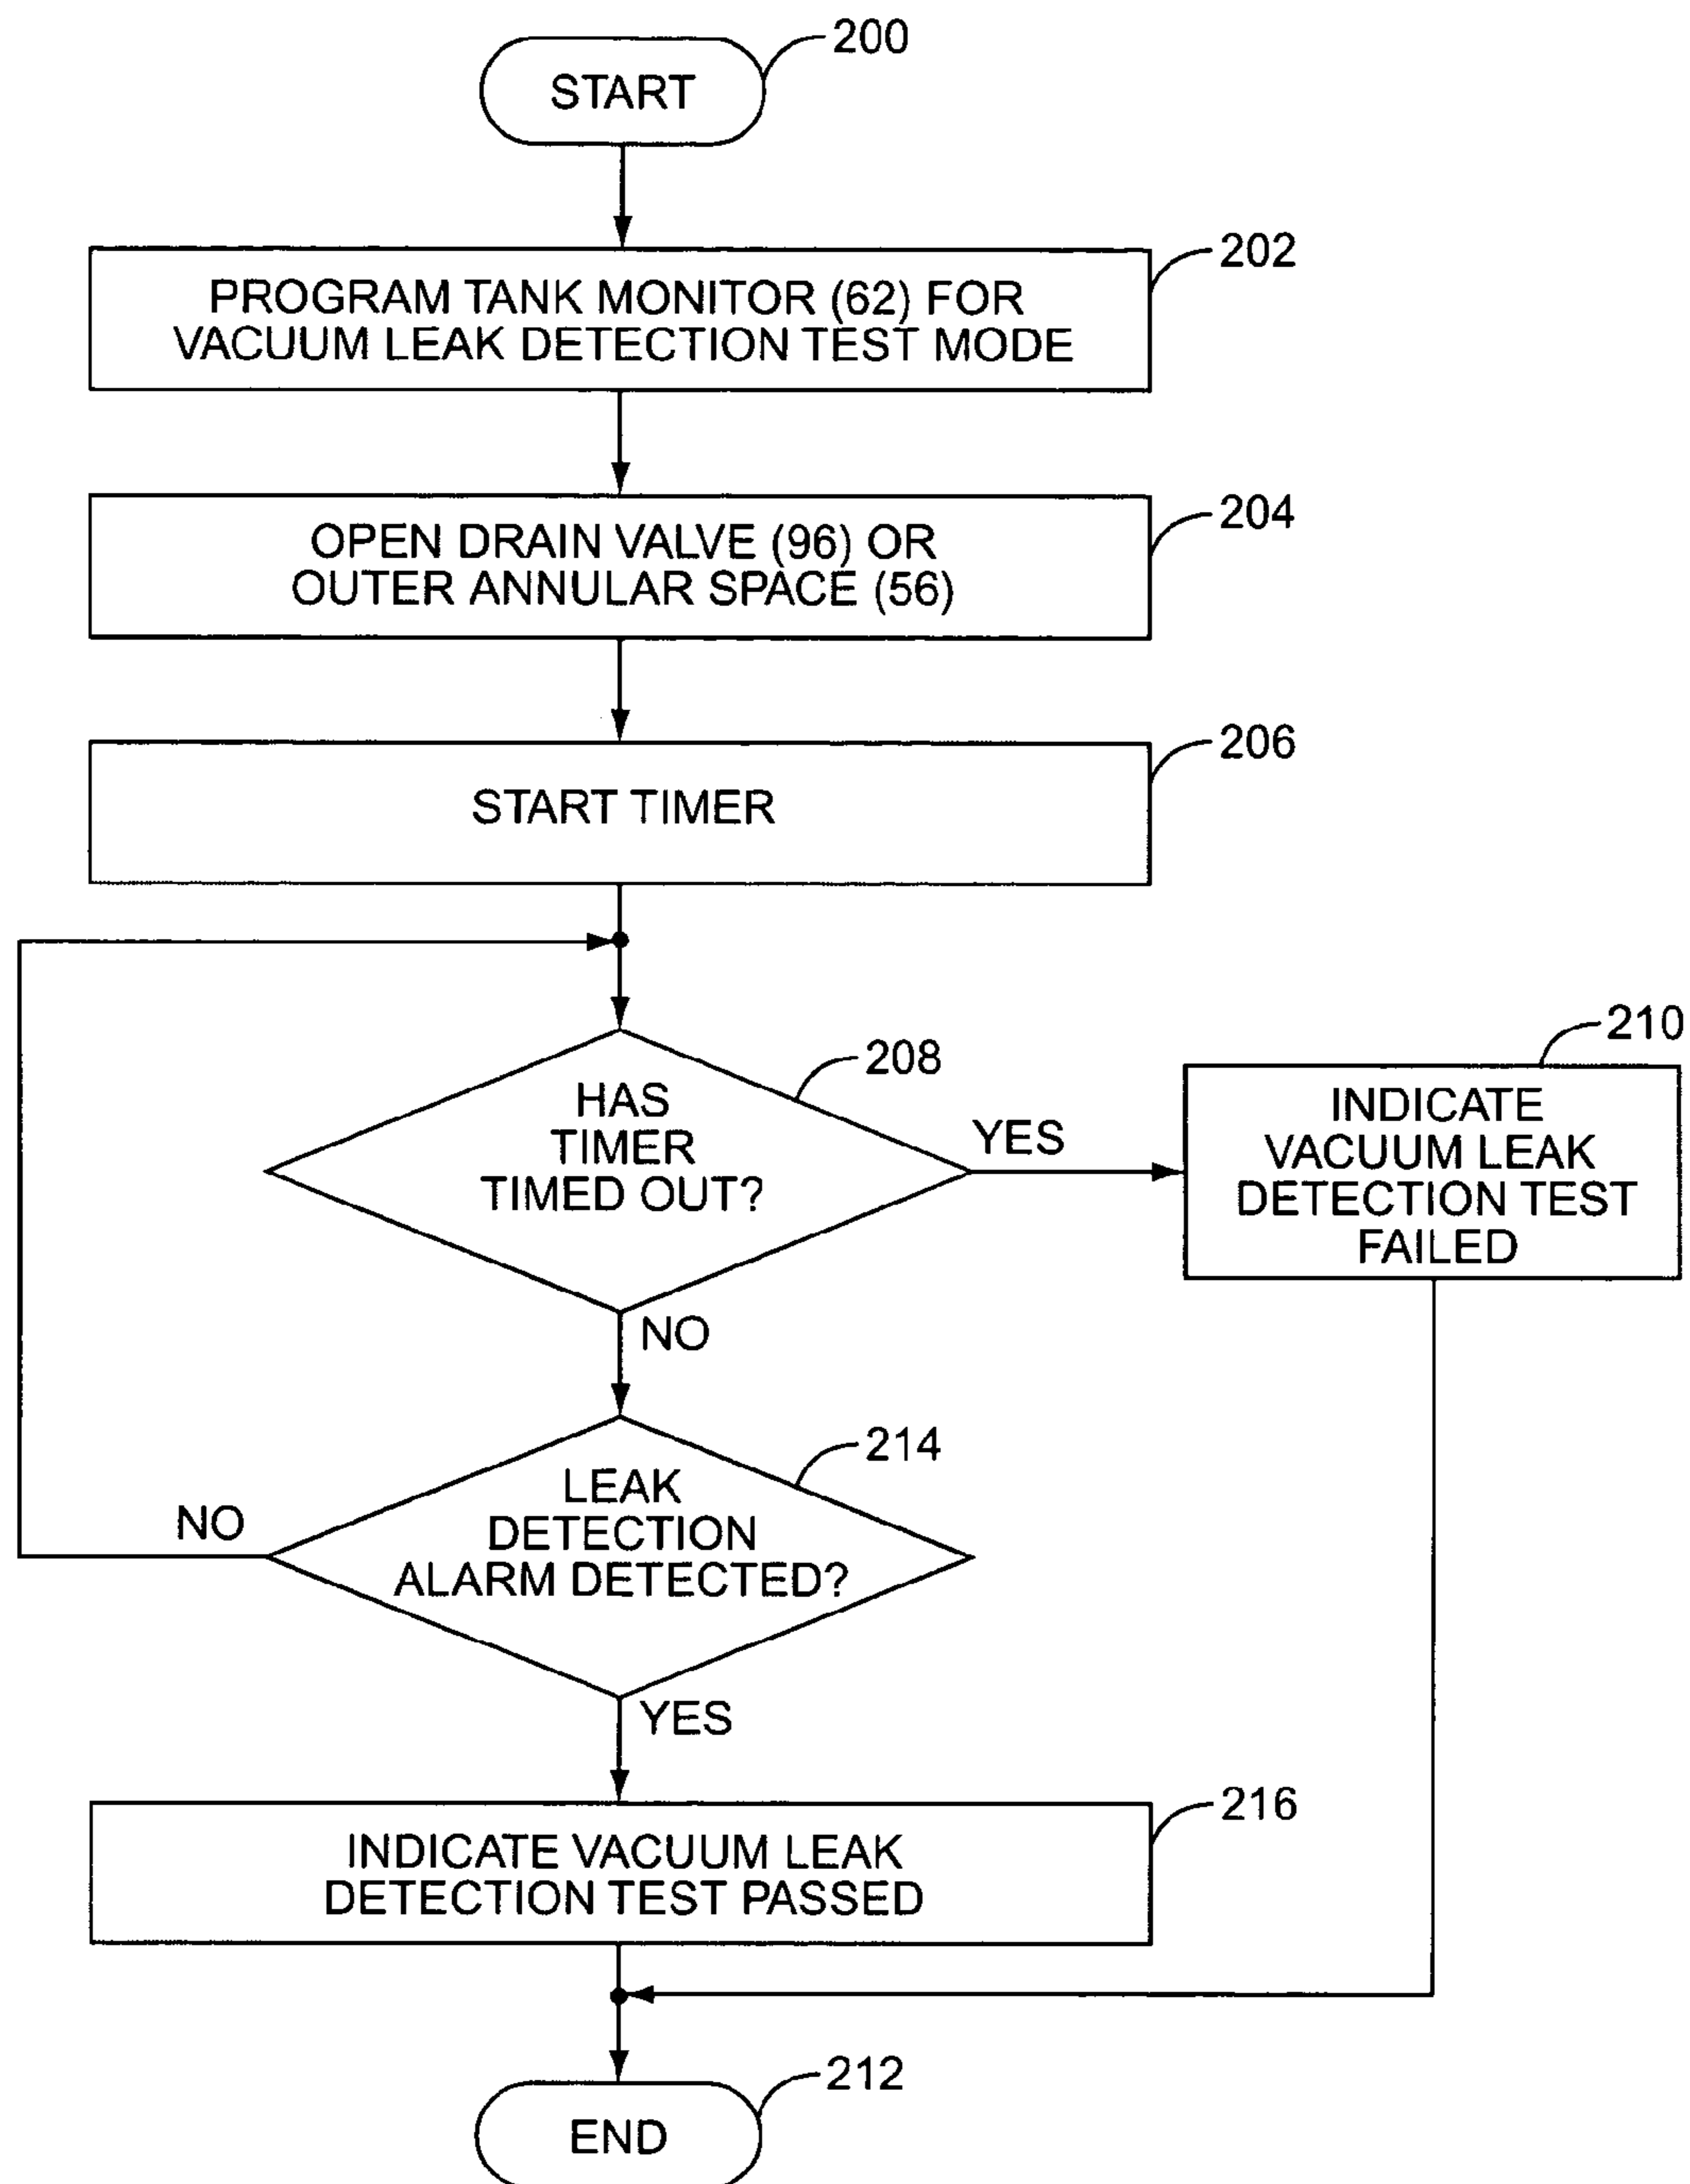 200
START
202
PROGRAM TANK MONITOR (62) FOR
VACUUM LEAK DETECTION TEST MODE
204
OPEN DRAIN VALVE (96) OR
OUTER ANNULAR SPACE (56)
206
START TIMER
208
HAS
TIMER
TIMED OUT?
YES
210
INDICATE
VACUUM LEAK
DETECTION TEST
FAILED
NO
214
LEAK
DETECTION
ALARM DETECTED?
NO
YES
216
INDICATE VACUUM LEAK
DETECTION TEST PASSED
212
END